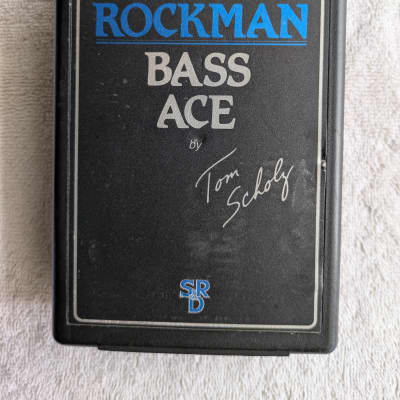 ROCKMAN
BASS
ACE
by
Tom
Scholz
SR
D